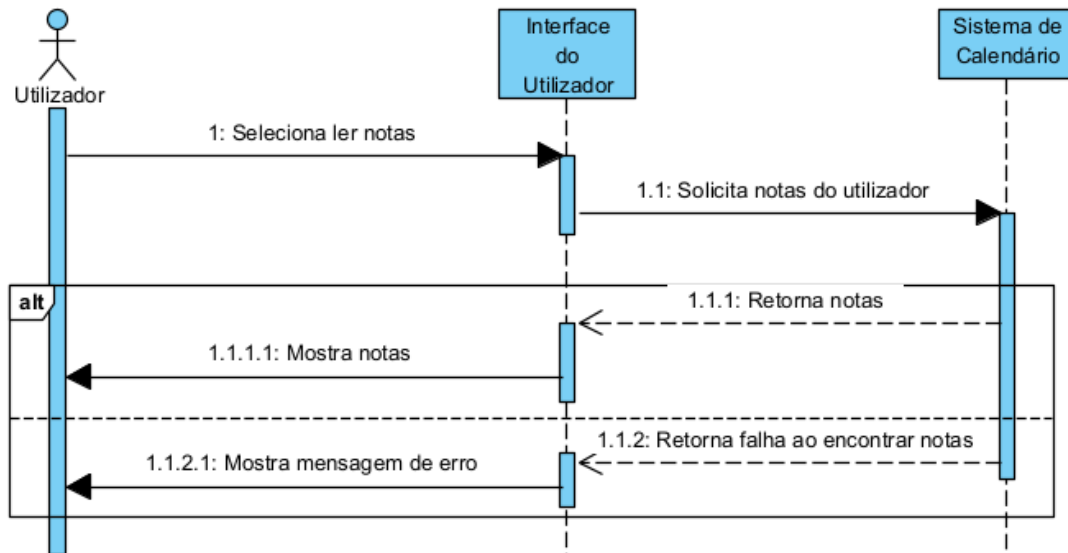 Utilizador
Interface
do
Utilizador
Sistema de
Calendário
1: Seleciona ler notas
1.1: Solicita notas do utilizador
alt
1.1.1: Retorna notas
1.1.1.1: Mostra notas
1.1.2: Retorna falha ao encontrar notas
1.1.2.1: Mostra mensagem de erro